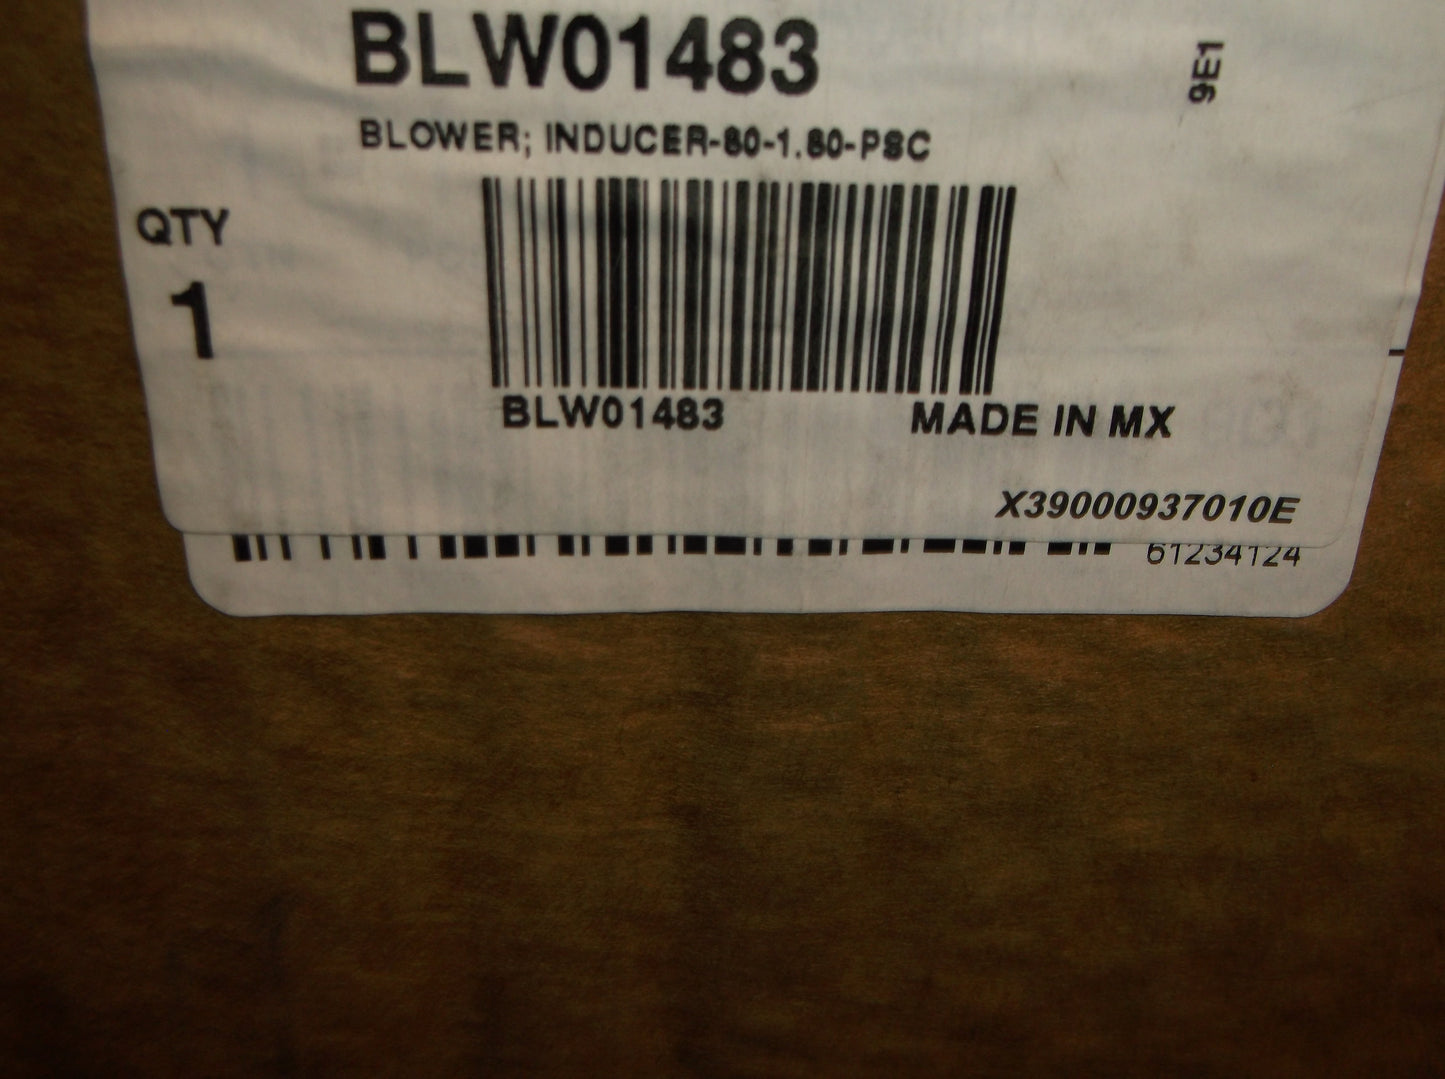 BLW01483
9E1
BLOWER; INDUCER-80-1.80-PSC
QTY
1
BLW01483
MADE IN MX
X39000937010E
61234124